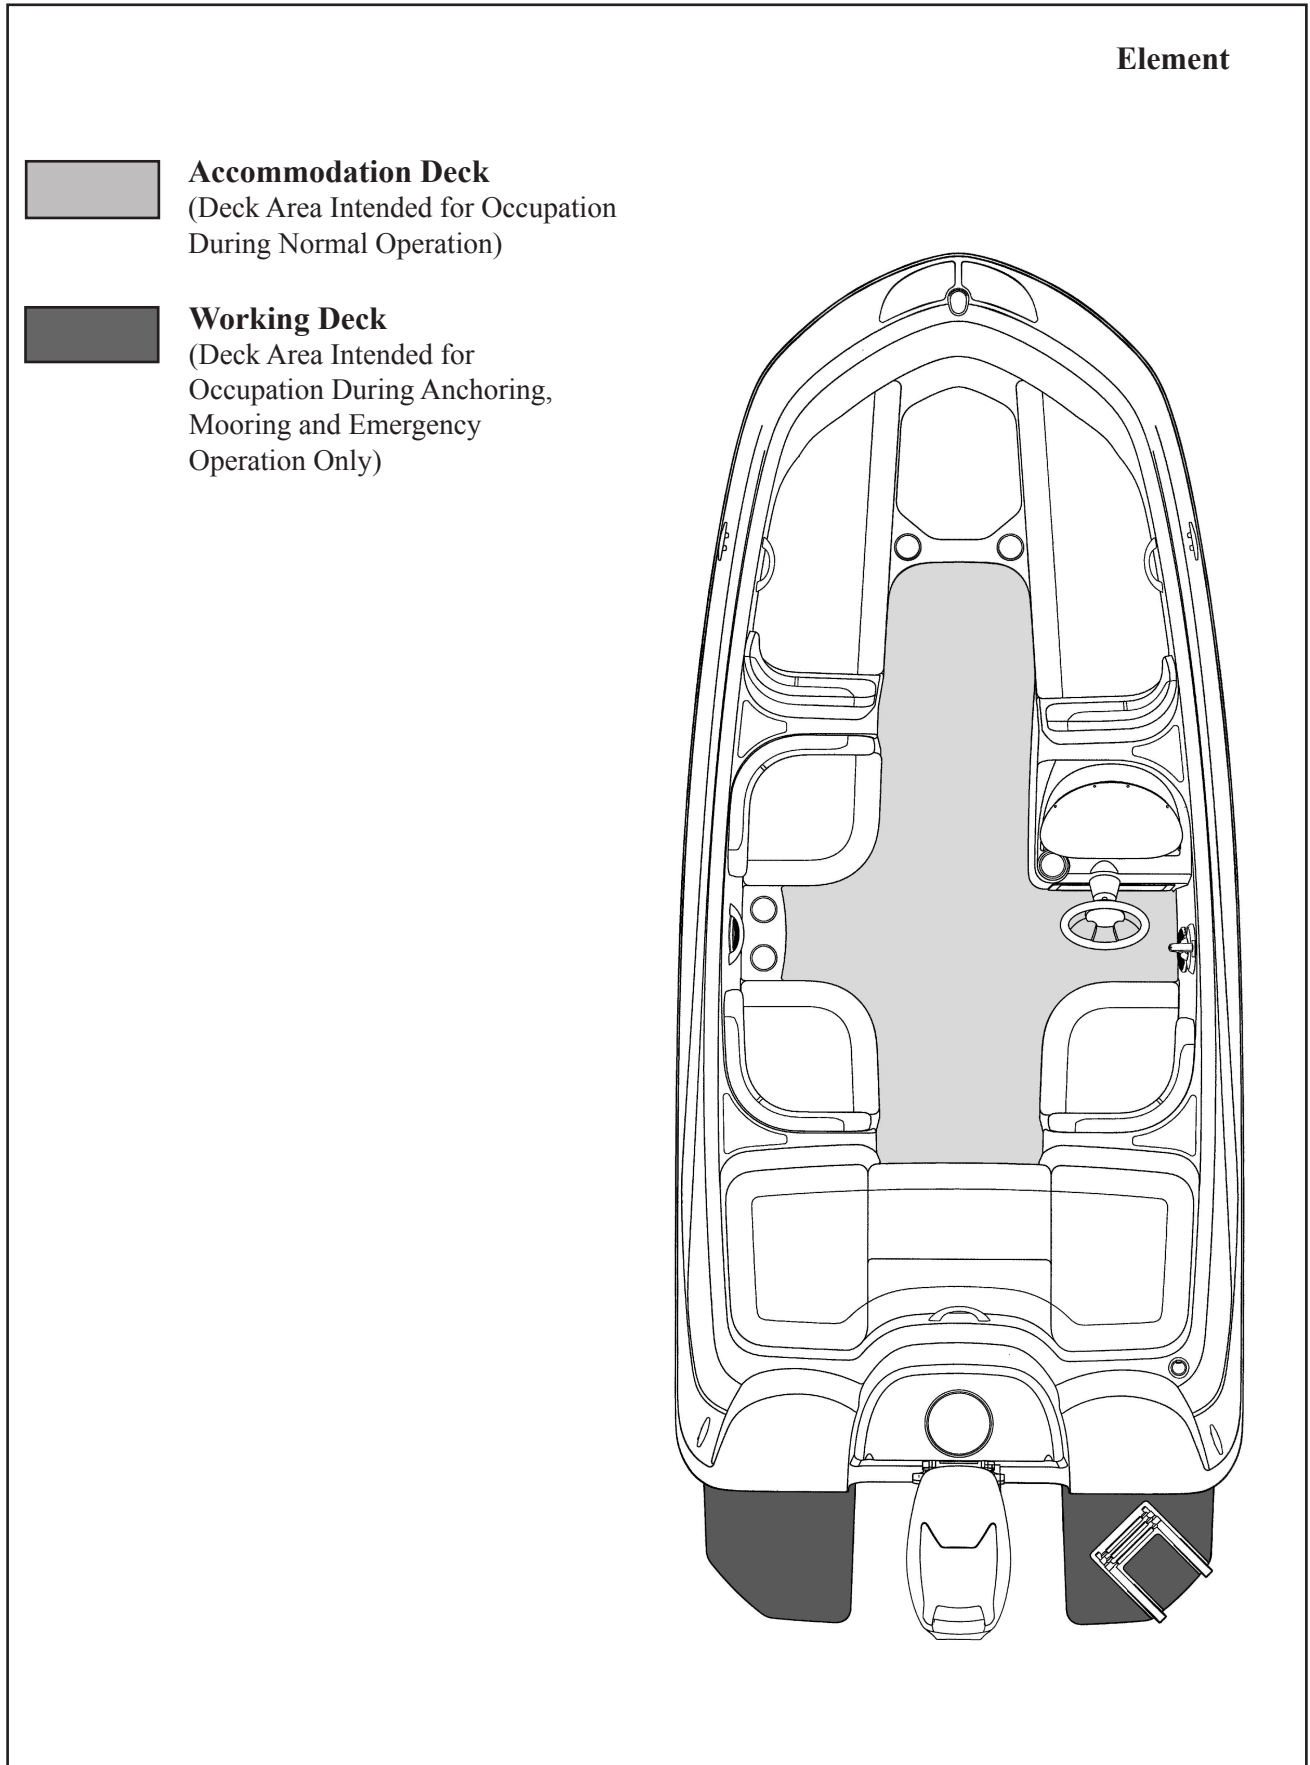 Element
Accommodation Deck
(Deck Area Intended for Occupation
During Normal Operation)
Working Deck
(Deck Area Intended for
Occupation During Anchoring,
Mooring and Emergency
Operation Only)